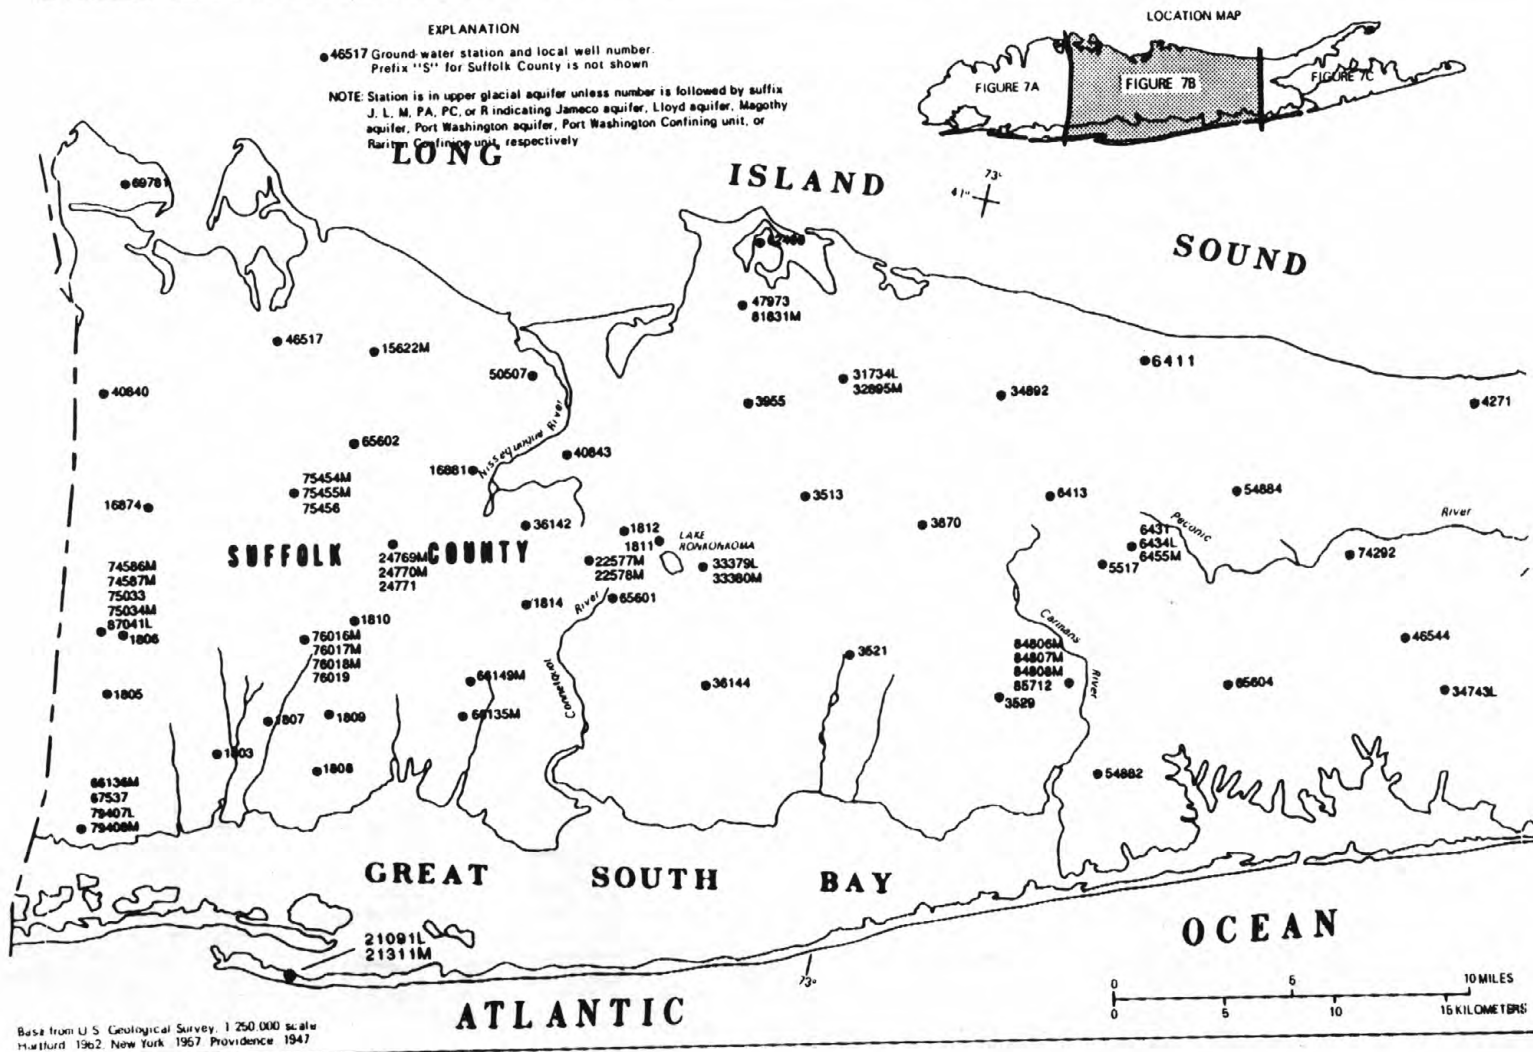 EXPLANATION
46517 Ground-water station and local well number.
Prefix "S" for Suffolk County is not shown
NOTE: Station is in upper glacial aquifer unless number is followed by suffix
J, L, M, PA, PC, or R indicating Jameco aquifer, Lloyd aquifer, Magothy
aquifer, Port Washington aquifer, Port Washington Confining unit, or
Raritan Confining unit, respectively
LOCATION MAP
FIGURE 7A
FIGURE 7B
FIGURE 7C
LONG
ISLAND
SOUND
73°
41°
69781
47973
81831M
46517
15622M
50507
31734L
32895M
6411
34892
40840
3955
4271
65602
Nissequogue River
40843
16881
75454M
75455M
75456
16874
3513
6413
54884
36142
1812
1811
LAKE
RONKONKOMA
3870
Peconic
River
6431
6434L
6455M
5517
74292
SUFFOLK COUNTY
24769M
24770M
24771
22577M
22578M
33379L
33380M
74586M
74587M
75033
75034M
87041L
1806
1814
River
65601
1810
76016M
76017M
76018M
76019
Connetquot
Carmans
River
46544
3521
84806M
84807M
84808M
85712
66149M
36144
65604
34743L
1805
3529
1807
1809
66135M
1803
1808
54882
66136M
67537
79407L
79408M
GREAT SOUTH BAY
OCEAN
21091L
21311M
73°
ATLANTIC
0 5 10 MILES
0 5 10 15 KILOMETERS
Base from U S Geological Survey, 1 250,000 scale
Hartford 1962, New York 1967, Providence 1947